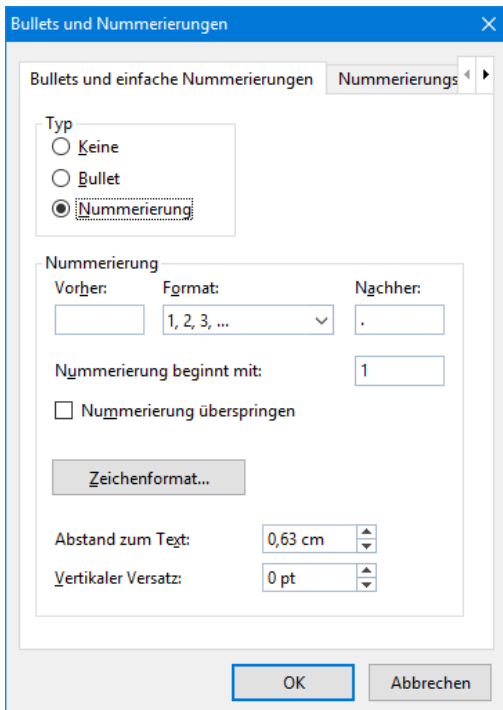 Bullets und Nummerierungen
Bullets und einfache Nummerierungen Nummerierungs
Typ
Keine
Bullet
Nummerierung
Nummerierung
Vorher: Format: Nachher:
1, 2, 3, ... .
Nummerierung beginnt mit: 1
Nummerierung überspringen
Zeichenformat...
Abstand zum Text: 0,63 cm
Vertikaler Versatz: 0 pt
OK Abbrechen